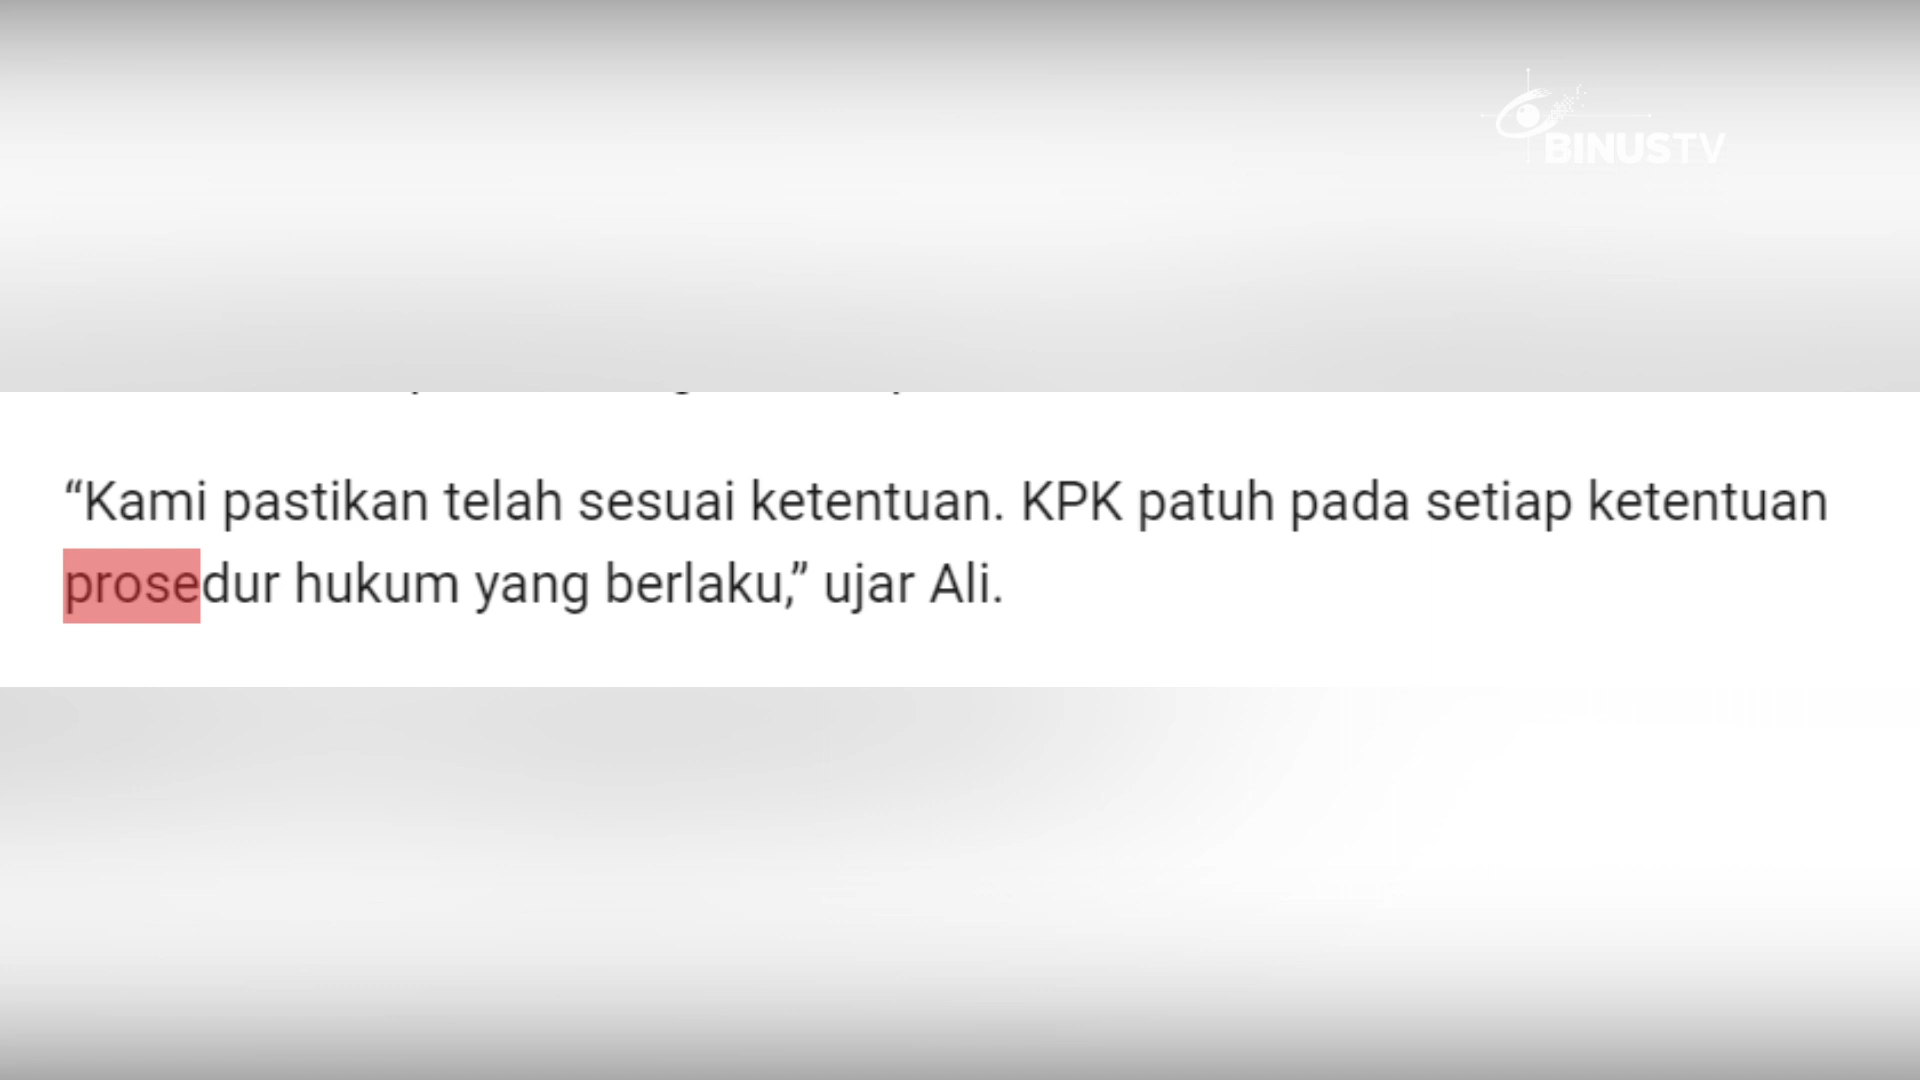 BINUSTV
“Kami pastikan telah sesuai ketentuan. KPK patuh pada setiap ketentuan
prosedur hukum yang berlaku,” ujar Ali.